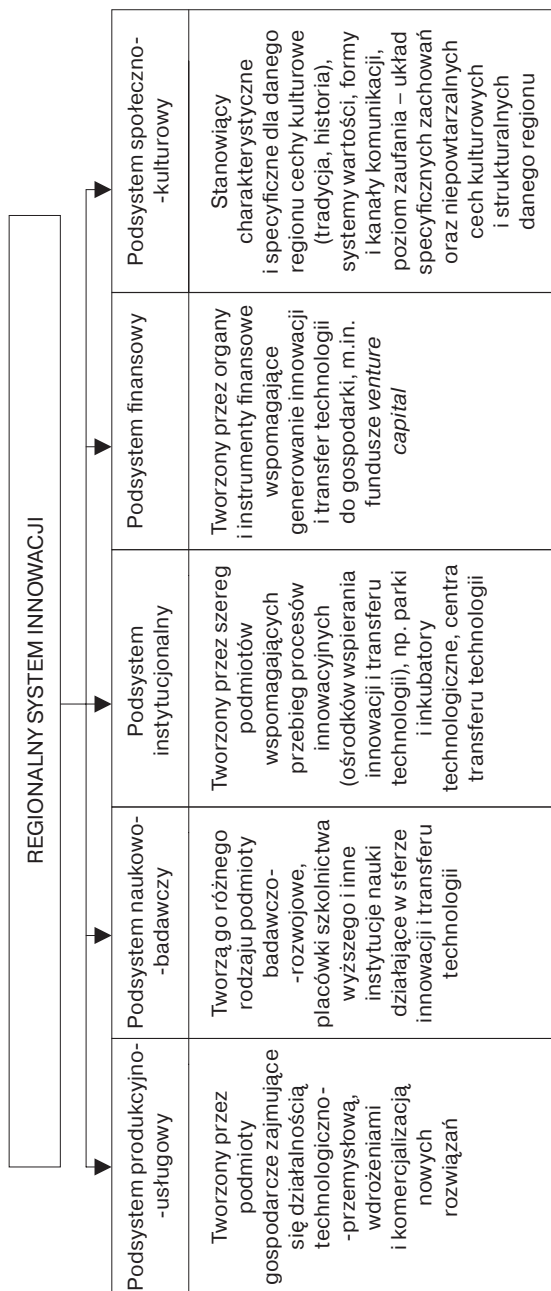 REGIONALNY SYSTEM INNOWACJI
Podsystem produkcyjno-
-usługowy
Tworzony przez
podmioty
gospodarcze zajmujące
się działalnością
technologiczno-
-przemysłową,
wdrożeniami
i komercjalizacją
nowych
rozwiązań
Podsystem naukowo-
-badawczy
Tworzą go różnego
rodzaju podmioty
badawczo-
-rozwojowe,
placówki szkolnictwa
wyższego i inne
instytucje nauki
działające w sferze
innowacji i transferu
technologii
Podsystem
instytucjonalny
Tworzony przez szereg
podmiotów
wspomagających
przebieg procesów
innowacyjnych
(ośrodków wspierania
innowacji i transferu
technologii), np. parki
i inkubatory
technologiczne, centra
transferu technologii
Podsystem finansowy
Tworzony przez organy
i instrumenty finansowe
wspomagające
generowanie innowacji
i transfer technologii
do gospodarki, m.in.
fundusze venture
capital
Podsystem społeczno-
-kulturowy
Stanowiący
charakterystyczne
i specyficzne dla danego
regionu cechy kulturowe
(tradycja, historia),
systemy wartości, formy
i kanały komunikacji,
poziom zaufania – układ
specyficznych zachowań
oraz niepowtarzalnych
cech kulturowych
i strukturalnych
danego regionu